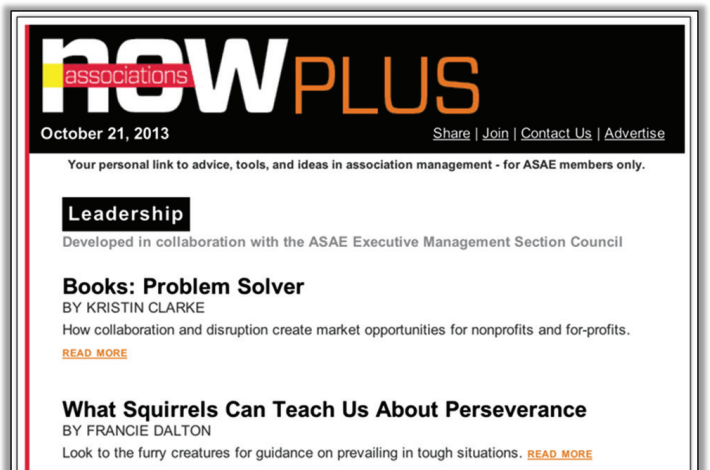 now
associations
PLUS
October 21, 2013
Share | Join | Contact Us | Advertise
Your personal link to advice, tools, and ideas in association management - for ASAE members only.
Leadership
Developed in collaboration with the ASAE Executive Management Section Council
Books: Problem Solver
BY KRISTIN CLARKE
How collaboration and disruption create market opportunities for nonprofits and for-profits.
READ MORE
What Squirrels Can Teach Us About Perseverance
BY FRANCIE DALTON
Look to the furry creatures for guidance on prevailing in tough situations. READ MORE